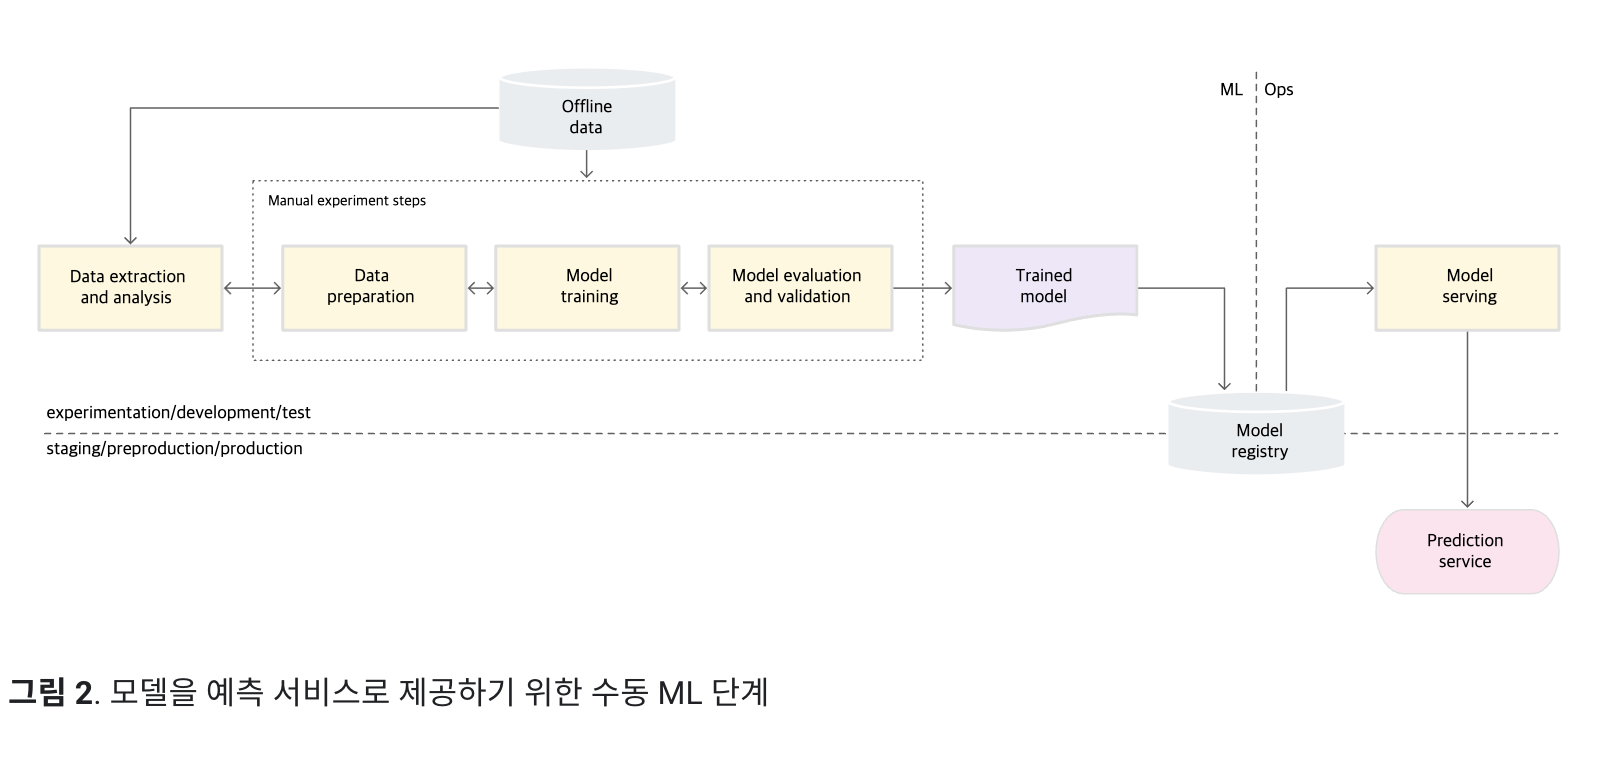 Offline
data
ML
Ops
Manual experiment steps
Data extraction
and analysis
Data
preparation
Model
training
Model evaluation
and validation
Trained
model
Model
serving
experimentation/development/test
staging/preproduction/production
Model
registry
Prediction
service
그림 2. 모델을 예측 서비스로 제공하기 위한 수동 ML 단계